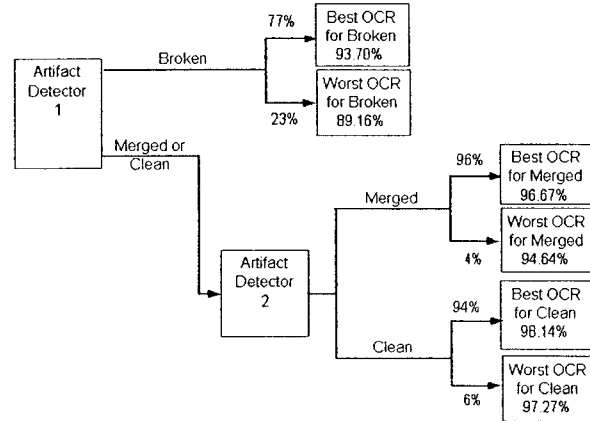 77%
Best OCR
for Broken
93.70%
Broken
Artifact
Detector
1
Worst OCR
for Broken
89.16%
23%
Merged or
Clean
96%
Best OCR
for Merged
96.67%
Merged
Worst OCR
for Merged
94.64%
4%
Artifact
Detector
2
94%
Best OCR
for Clean
98.14%
Clean
Worst OCR
for Clean
97.27%
6%